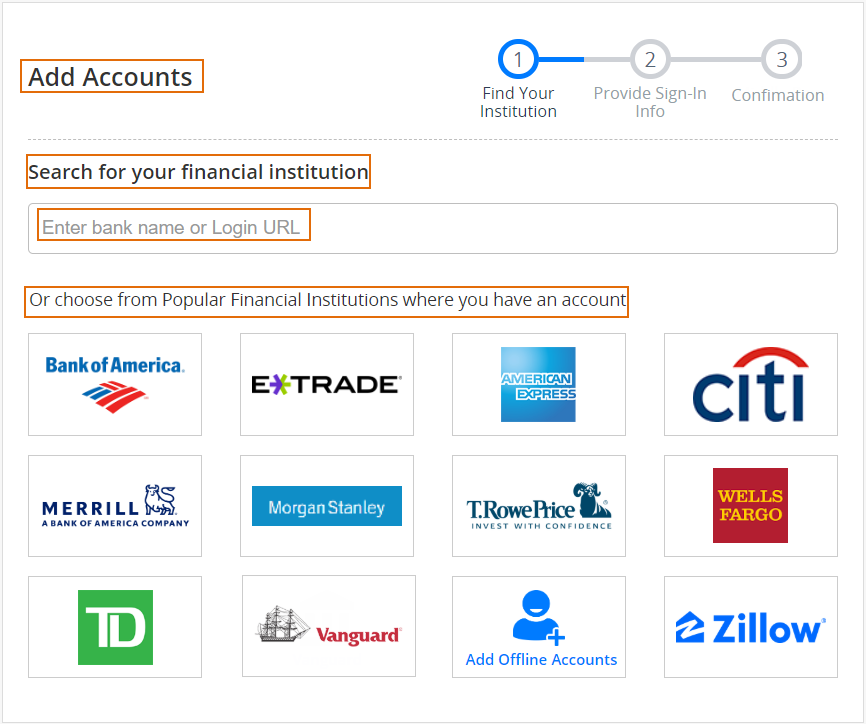 Add Accounts
1
2
3
Find Your
Institution
Provide Sign-In
Info
Confimation
Search for your financial institution
Enter bank name or Login URL
Or choose from Popular Financial Institutions where you have an account
Bank of America
E*TRADE
AMERICAN
EXPRESS
citi
MERRILL
A BANK OF AMERICA COMPANY
Morgan Stanley
T.RowePrice
INVEST WITH CONFIDENCE
WELLS
FARGO
TD
Vanguard
Add Offline Accounts
Zillow